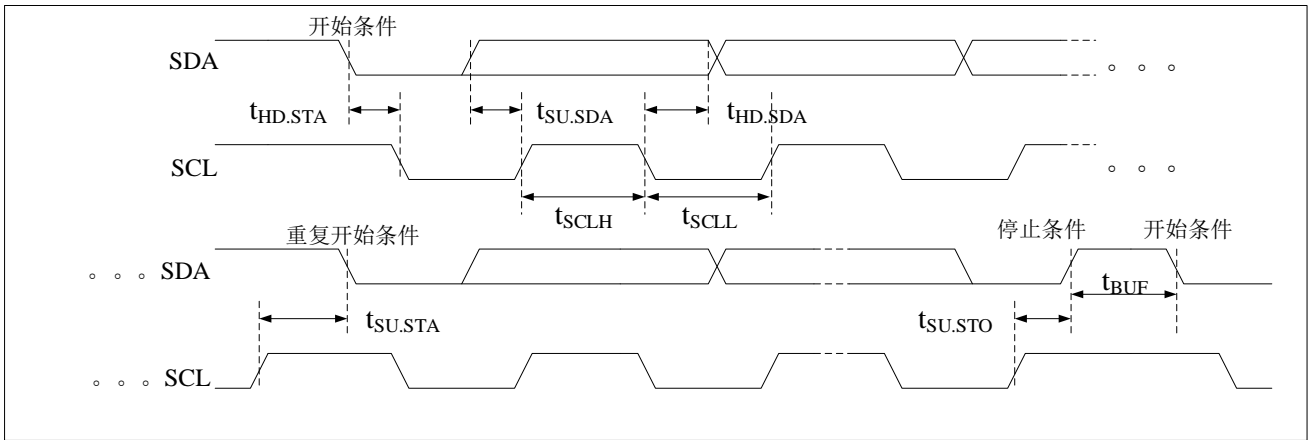 开始条件
SDA
。 。 。
tHD.STA
tSU.SDA
tHD.SDA
SCL
。 。 。
tSCLH
tSCLL
重复开始条件
停止条件
开始条件
。 。 。 SDA
tBUF
tSU.STA
tSU.STO
。 。 。 SCL